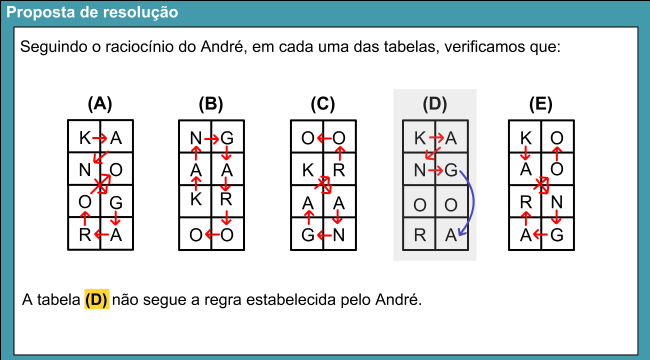 Proposta de resolução
Seguindo o raciocínio do André, em cada uma das tabelas, verificamos que:
(A) (B) (C) (D) (E)
K A N G O O K A K O
N O A A K R N G A O
O G K R A A O O R N
R A O O G N R A A G
A tabela (D) não segue a regra estabelecida pelo André.